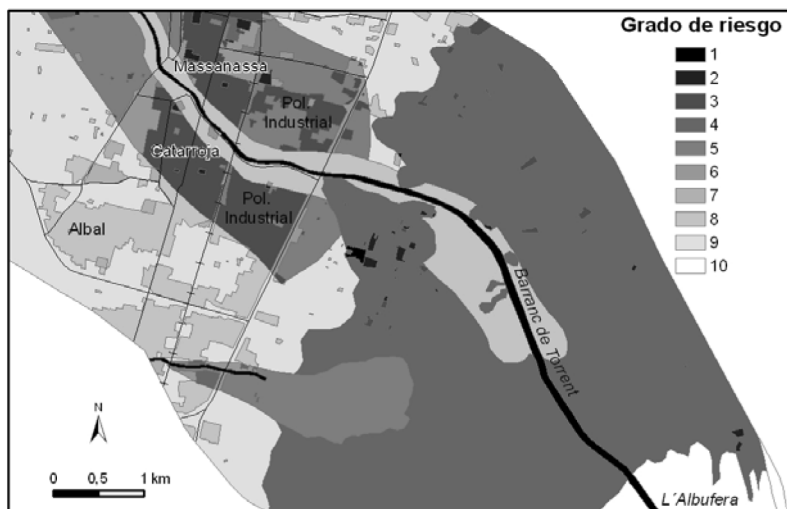 Grado de riesgo
1
2
3
4
5
6
7
8
9
10
Massanassa
Pol.
Industrial
Catarroja
Pol.
Industrial
Albal
Barranc de Torrent
N
0 0,5 1 km
L´Albufera